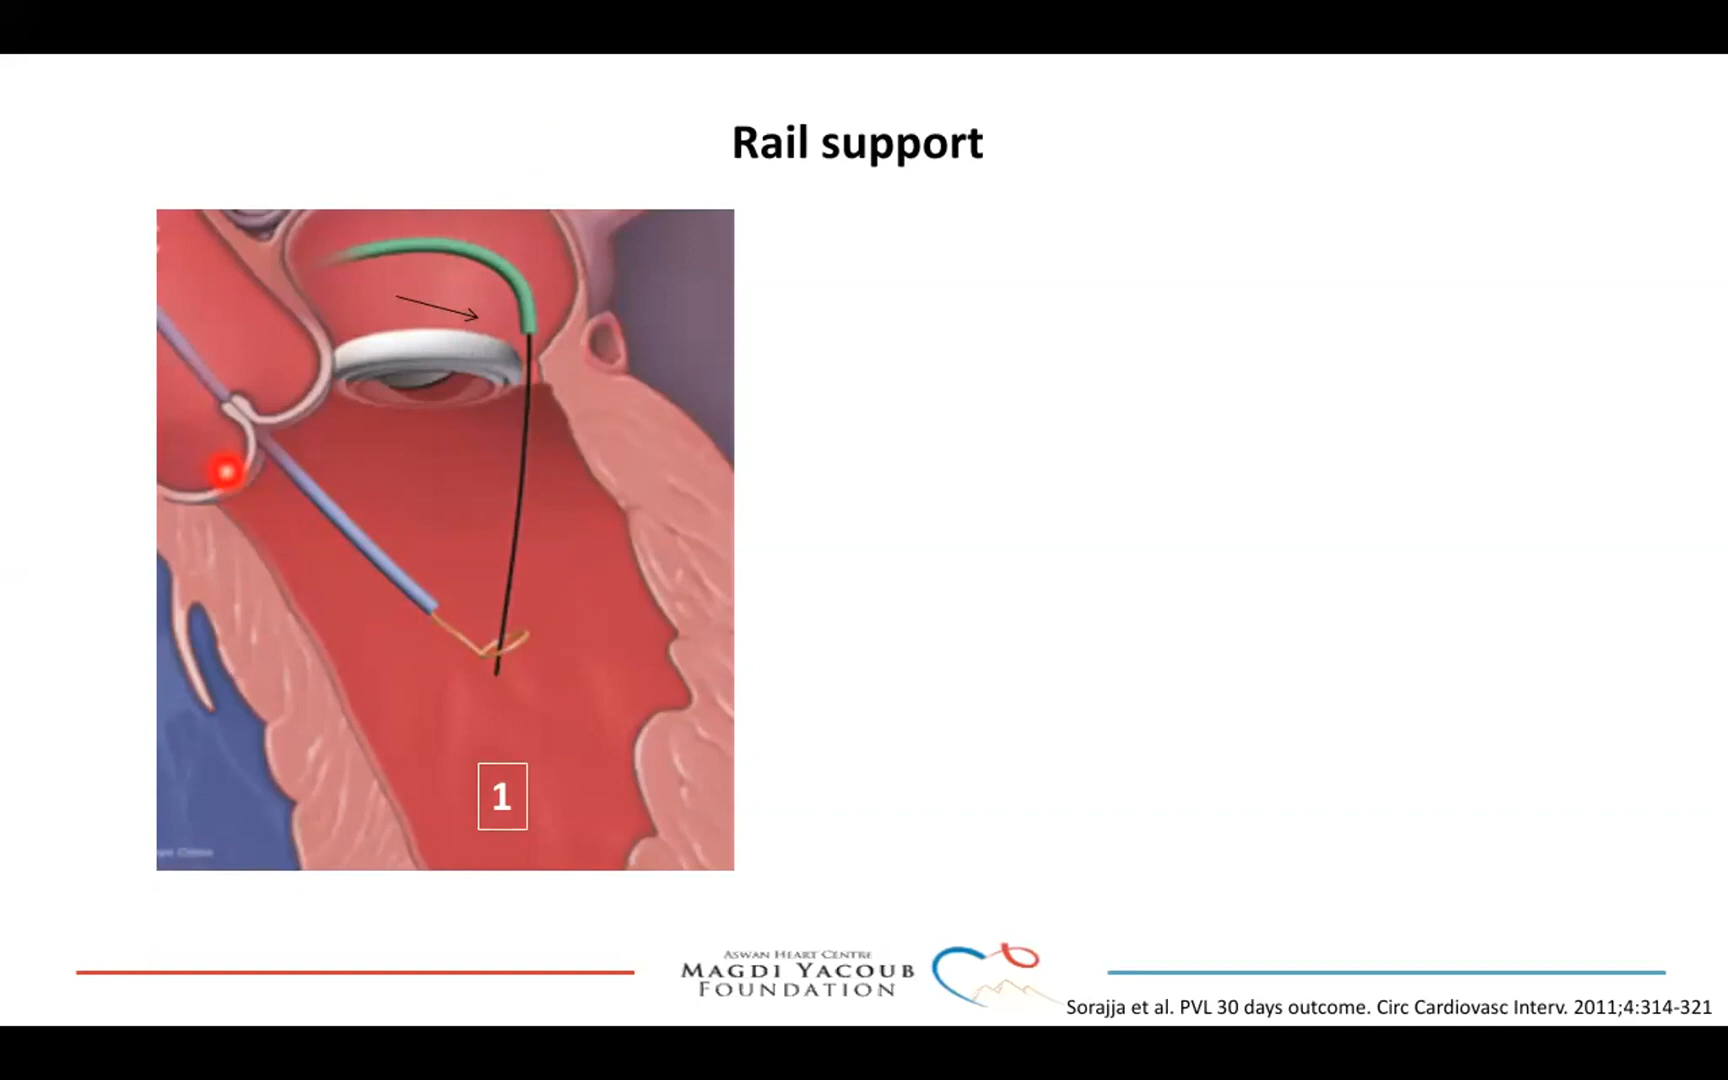 Rail support
1
ASWAN HEART CENTRE
MAGDI YACOUB
FOUNDATION
Sorajja et al. PVL 30 days outcome. Circ Cardiovasc Interv. 2011;4:314-321